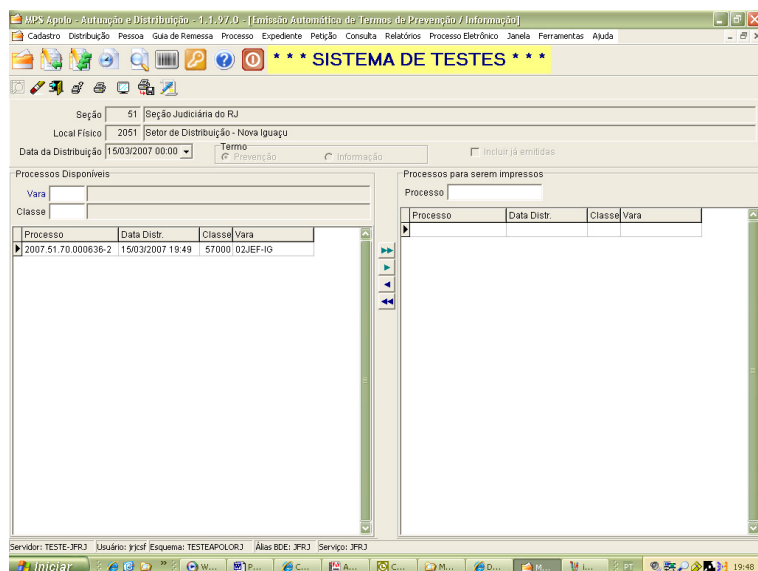 MPS Apolo - Autuação e Distribuição - 1.1.97.0 - [Emissão Automática de Termos de Prevenção / Informação]
Cadastro Distribuição Pessoa Guia de Remessa Processo Expediente Petição Consulta Relatórios Processo Eletrônico Janela Ferramentas Ajuda
* * * SISTEMA DE TESTES * * *
Seção 51 Seção Judiciária do RJ
Local Físico 2051 Setor de Distribuição - Nova Iguaçu
Data da Distribuição 15/03/2007 00:00 Termo Prevenção Informação Incluir já emitidas
Processos Disponíveis Processos para serem impressos
Vara Processo
Classe
Processo Data Distr. Classe Vara
2007.51.70.000636-2 15/03/2007 19:49 57000 02JEF-IG
Processo Data Distr. Classe Vara
Servidor: TESTE-JFRJ Usuário: jrjcsf Esquema: TESTEAPOLORJ Álias BDE: JFRJ Serviço: JFRJ
Iniciar W... P... C... A... C... M... D... M... I... PT 19:48